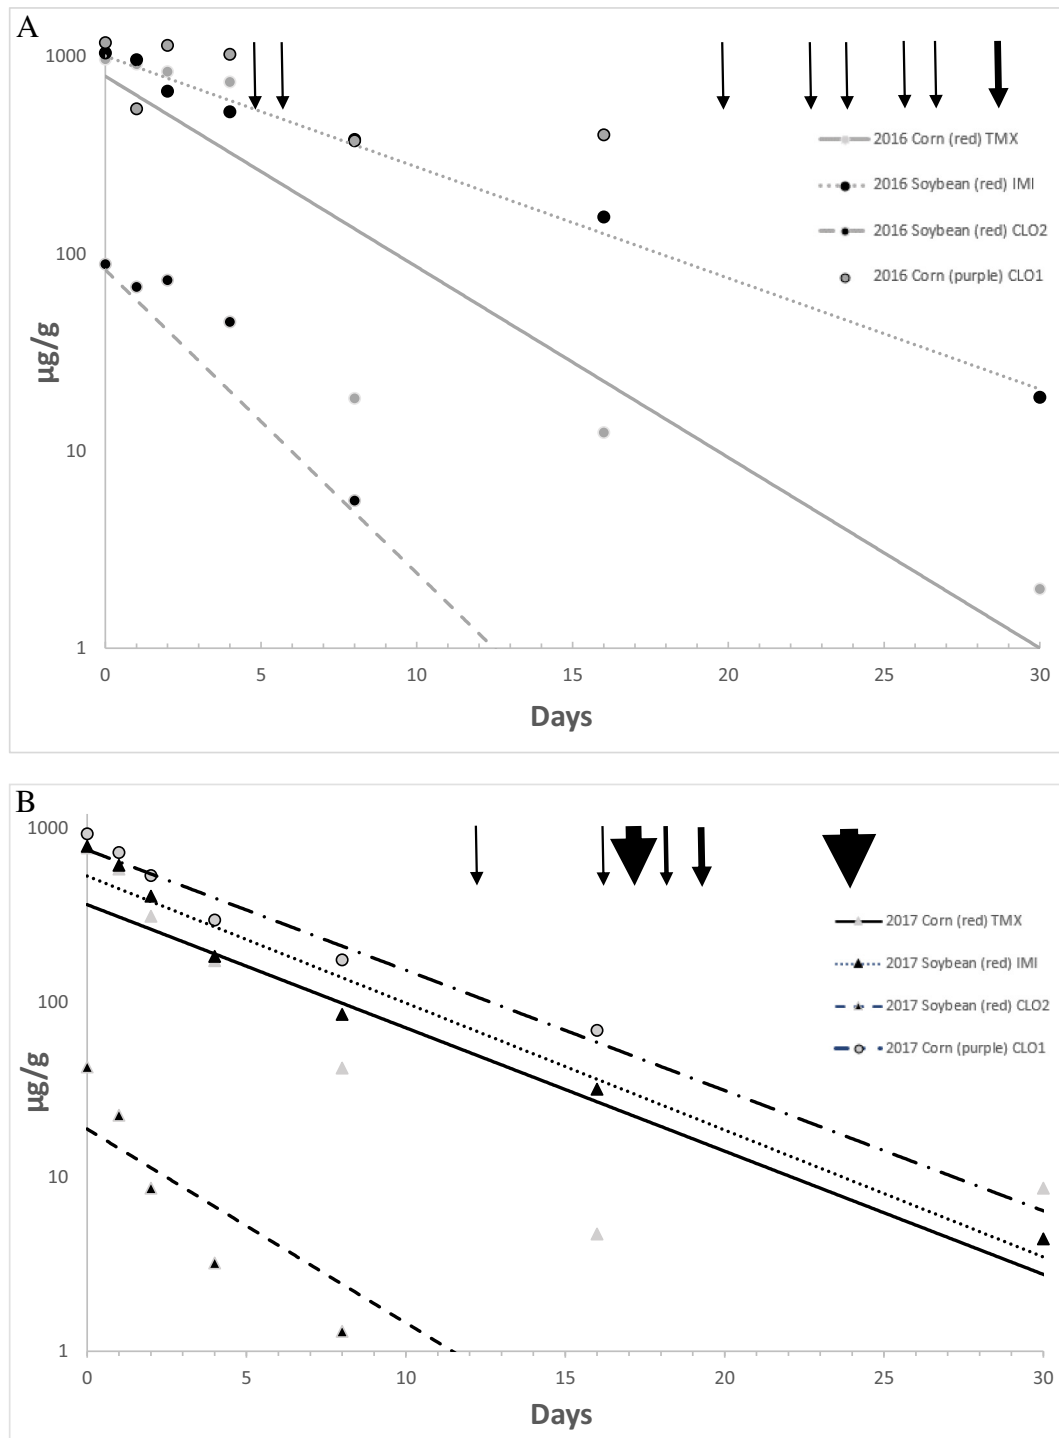 A
1000
100
10
1
µg/g
0 5 10 15 20 25 30
Days
2016 Corn (red) TMX
2016 Soybean (red) IMI
2016 Soybean (red) CLO2
2016 Corn (purple) CLO1
B
1000
100
10
1
µg/g
0 5 10 15 20 25 30
Days
2017 Corn (red) TMX
2017 Soybean (red) IMI
2017 Soybean (red) CLO2
2017 Corn (purple) CLO1